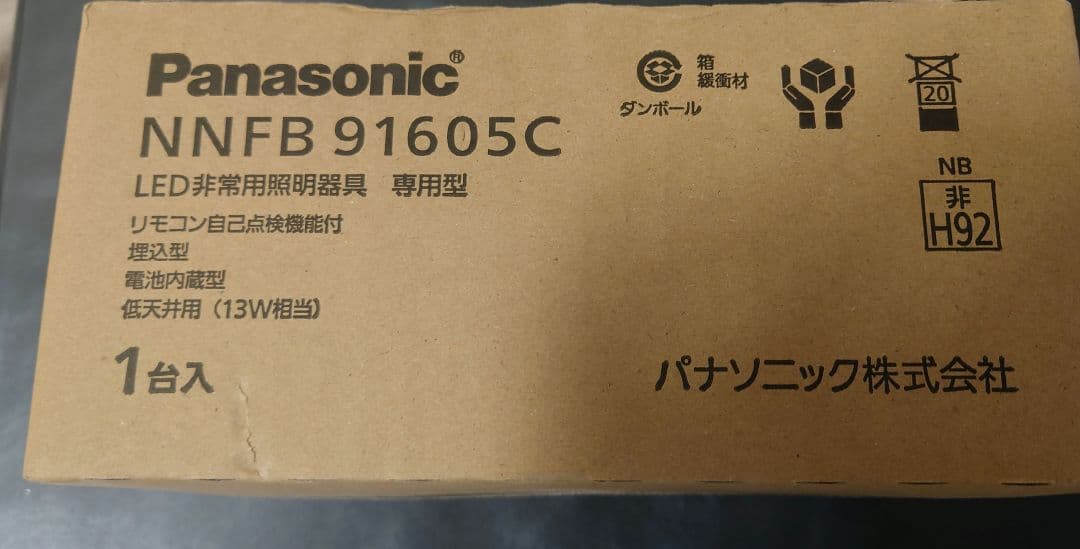 Panasonic®
NNFB 91605C
LED非常用照明器具 専用型
リモコン自己点検機能付
埋込型
電池内蔵型
低天井用(13W相当)
1台入
箱
緩衝材
ダンボール
20
NB
非
H92
パナソニック株式会社